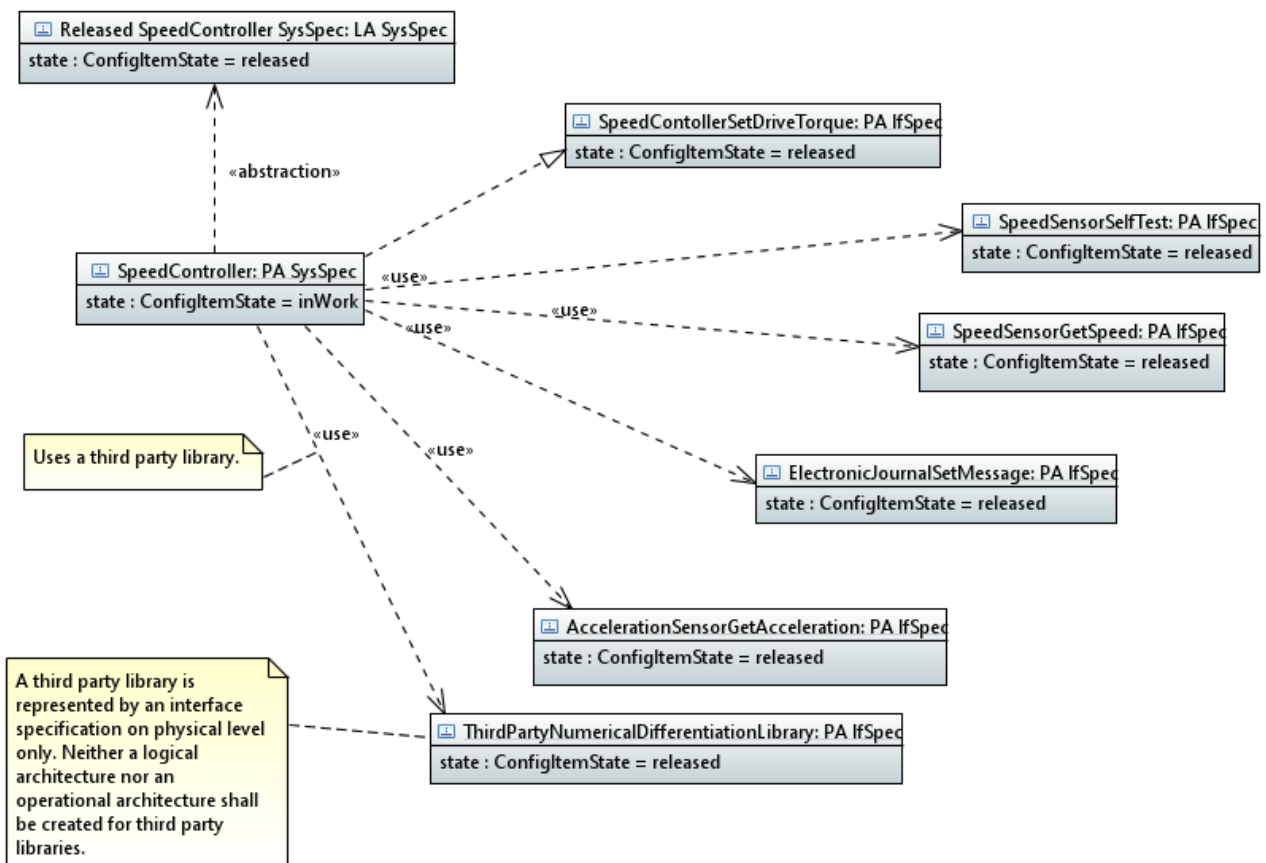 Released SpeedController SysSpec: LA SysSpec
state : ConfigItemState = released
SpeedContollerSetDriveTorque: PA IfSpec
state : ConfigItemState = released
«abstraction»
SpeedSensorSelfTest: PA IfSpec
state : ConfigItemState = released
SpeedController: PA SysSpec
state : ConfigItemState = inWork
«use»
«use»
«use»
SpeedSensorGetSpeed: PA IfSpec
state : ConfigItemState = released
Uses a third party library.
«use»
«use»
ElectronicJournalSetMessage: PA IfSpec
state : ConfigItemState = released
AccelerationSensorGetAcceleration: PA IfSpec
state : ConfigItemState = released
A third party library is
represented by an interface
specification on physical level
only. Neither a logical
architecture nor an
operational architecture shall
be created for third party
libraries.
ThirdPartyNumericalDifferentiationLibrary: PA IfSpec
state : ConfigItemState = released